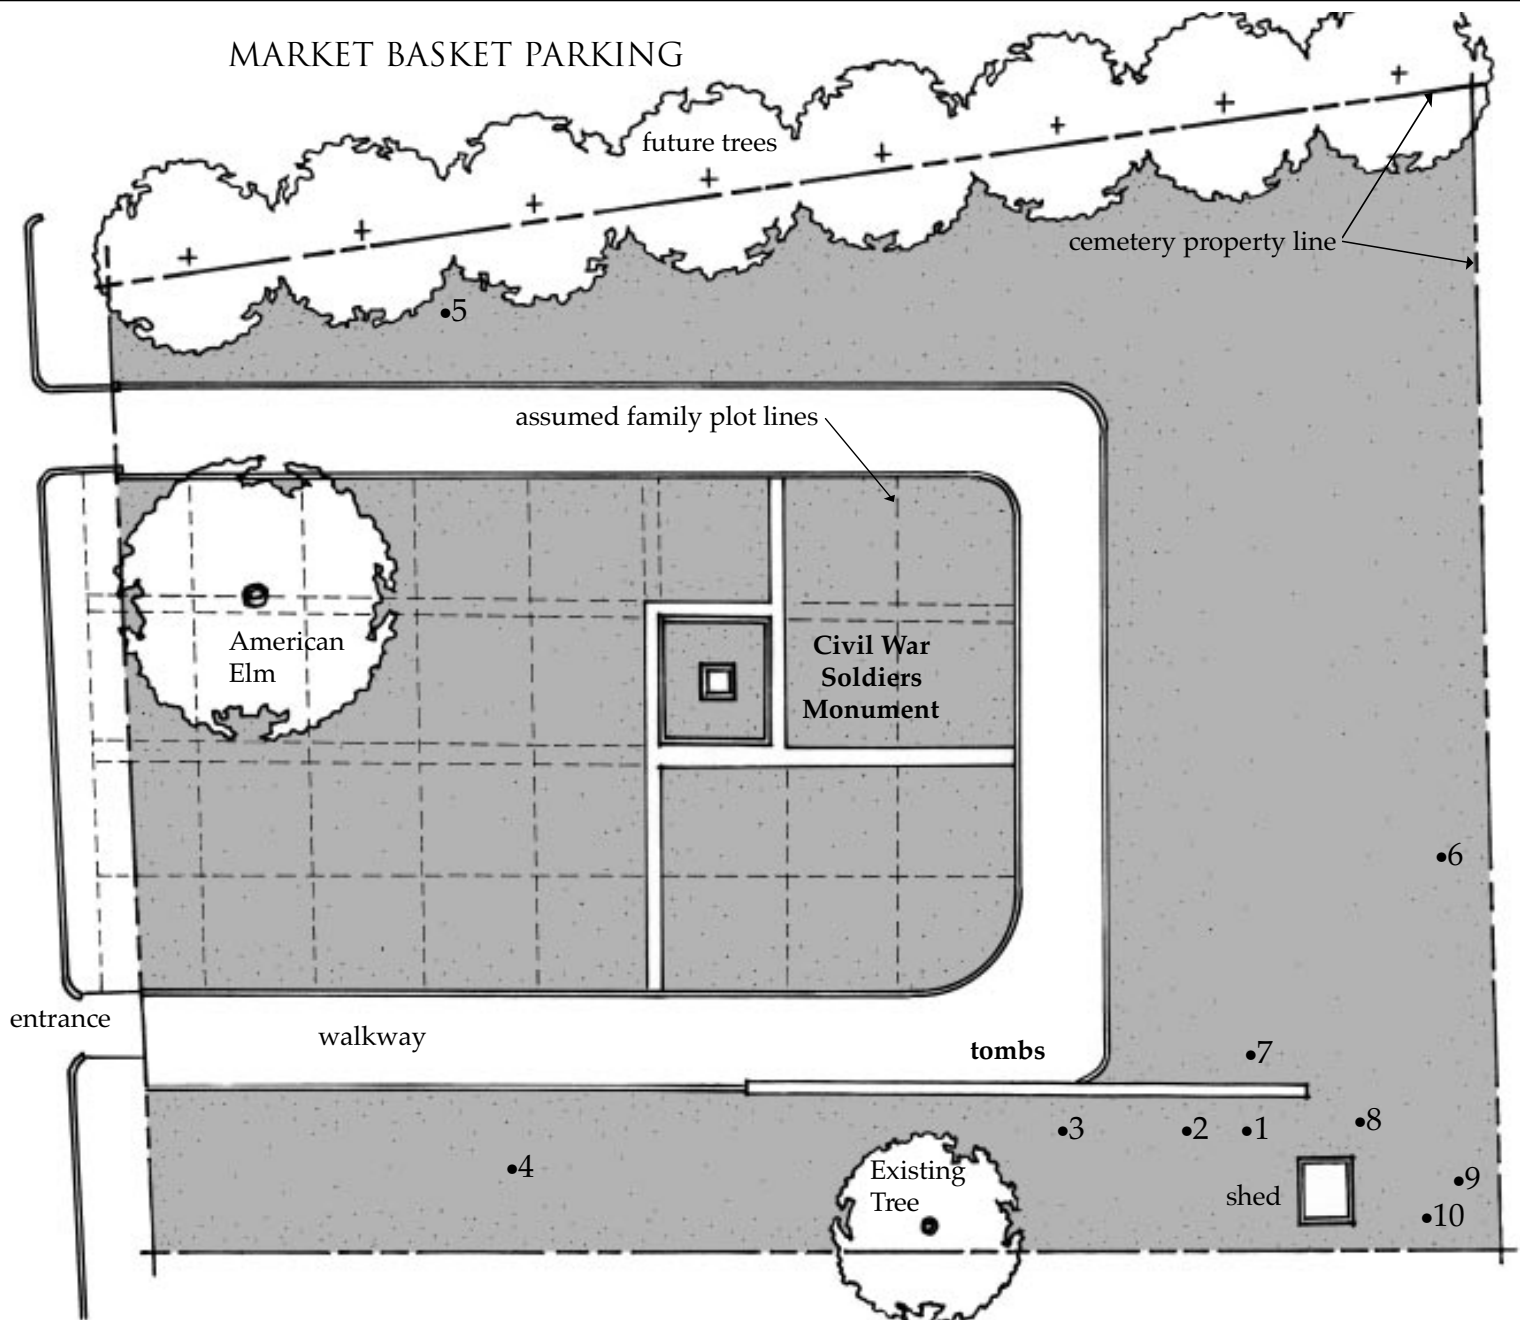 MARKET BASKET PARKING
future trees
cemetery property line
•5
assumed family plot lines
American
Elm
Civil War
Soldiers
Monument
•6
entrance
walkway
tombs
•7
•3
•2
•1
•8
•4
Existing
Tree
shed
•9
•10